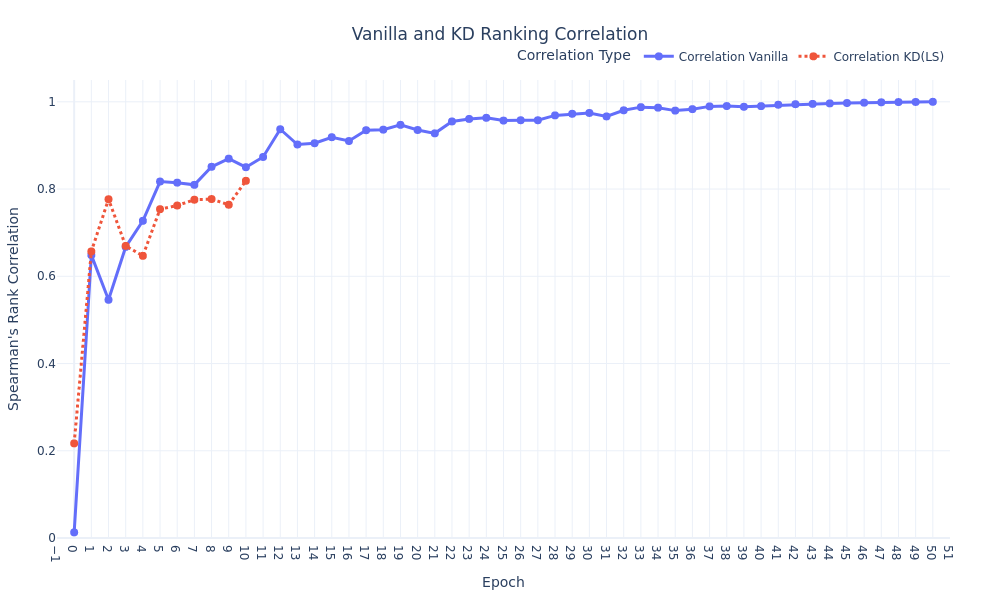 Vanilla and KD Ranking Correlation
Correlation Type Correlation Vanilla Correlation KD(LS)
Spearman's Rank Correlation
1
0.8
0.6
0.4
0.2
0
−1 0 1 2 3 4 5 6 7 8 9 10 11 12 13 14 15 16 17 18 19 20 21 22 23 24 25 26 27 28 29 30 31 32 33 34 35 36 37 38 39 40 41 42 43 44 45 46 47 48 49 50 51
Epoch